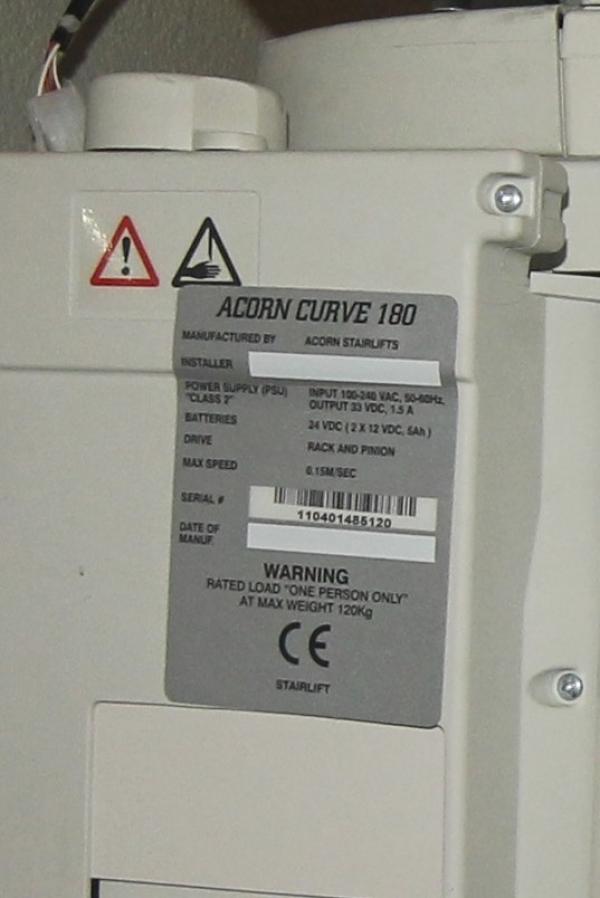 ACORN CURVE 180
MANUFACTURED BY ACORN STAIRLIFTS
INSTALLER
POWER SUPPLY (PSU) INPUT 100-240 VAC, 50-60Hz,
"CLASS 2" OUTPUT 33 VDC, 1.5 A
BATTERIES 24 VDC ( 2 X 12 VDC, 5Ah )
DRIVE RACK AND PINION
MAX SPEED 0.15M/SEC
SERIAL # 110401485120
DATE OF
MANUF.
WARNING
RATED LOAD "ONE PERSON ONLY"
AT MAX WEIGHT 120Kg
CE
STAIRLIFT